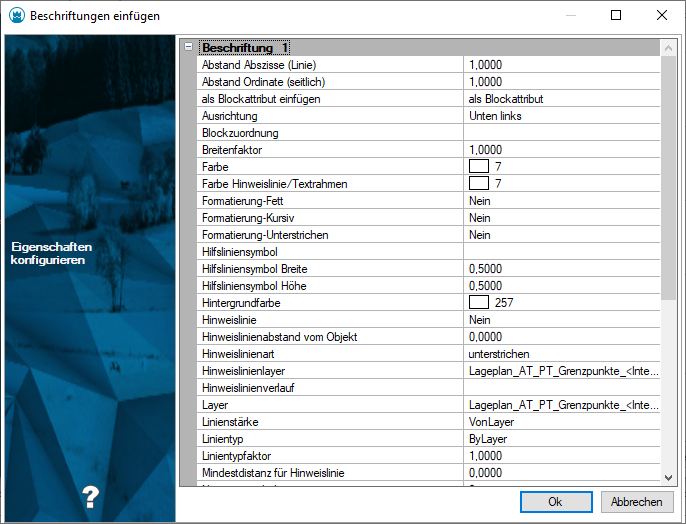 Beschriftungen einfügen
Eigenschaften
konfigurieren
?
Beschriftung 1
Abstand Abszisse (Linie) 1,0000
Abstand Ordinate (seitlich) 1,0000
als Blockattribut einfügen als Blockattribut
Ausrichtung Unten links
Blockzuordnung
Breitenfaktor 1,0000
Farbe 7
Farbe Hinweislinie/Textrahmen 7
Formatierung-Fett Nein
Formatierung-Kursiv Nein
Formatierung-Unterstrichen Nein
Hilfsliniensymbol
Hilfsliniensymbol Breite 0,5000
Hilfsliniensymbol Höhe 0,5000
Hintergrundfarbe 257
Hinweislinie Nein
Hinweislinienabstand vom Objekt 0,0000
Hinweislinienart unterstrichen
Hinweislinienlayer Lageplan_AT_PT_Grenzpunkte_<Inte...
Hinweislinienverlauf
Layer Lageplan_AT_PT_Grenzpunkte_<Inte...
Linienstärke VonLayer
Linientyp ByLayer
Linientypfaktor 1,0000
Mindestdistanz für Hinweislinie 0,0000
Ok Abbrechen